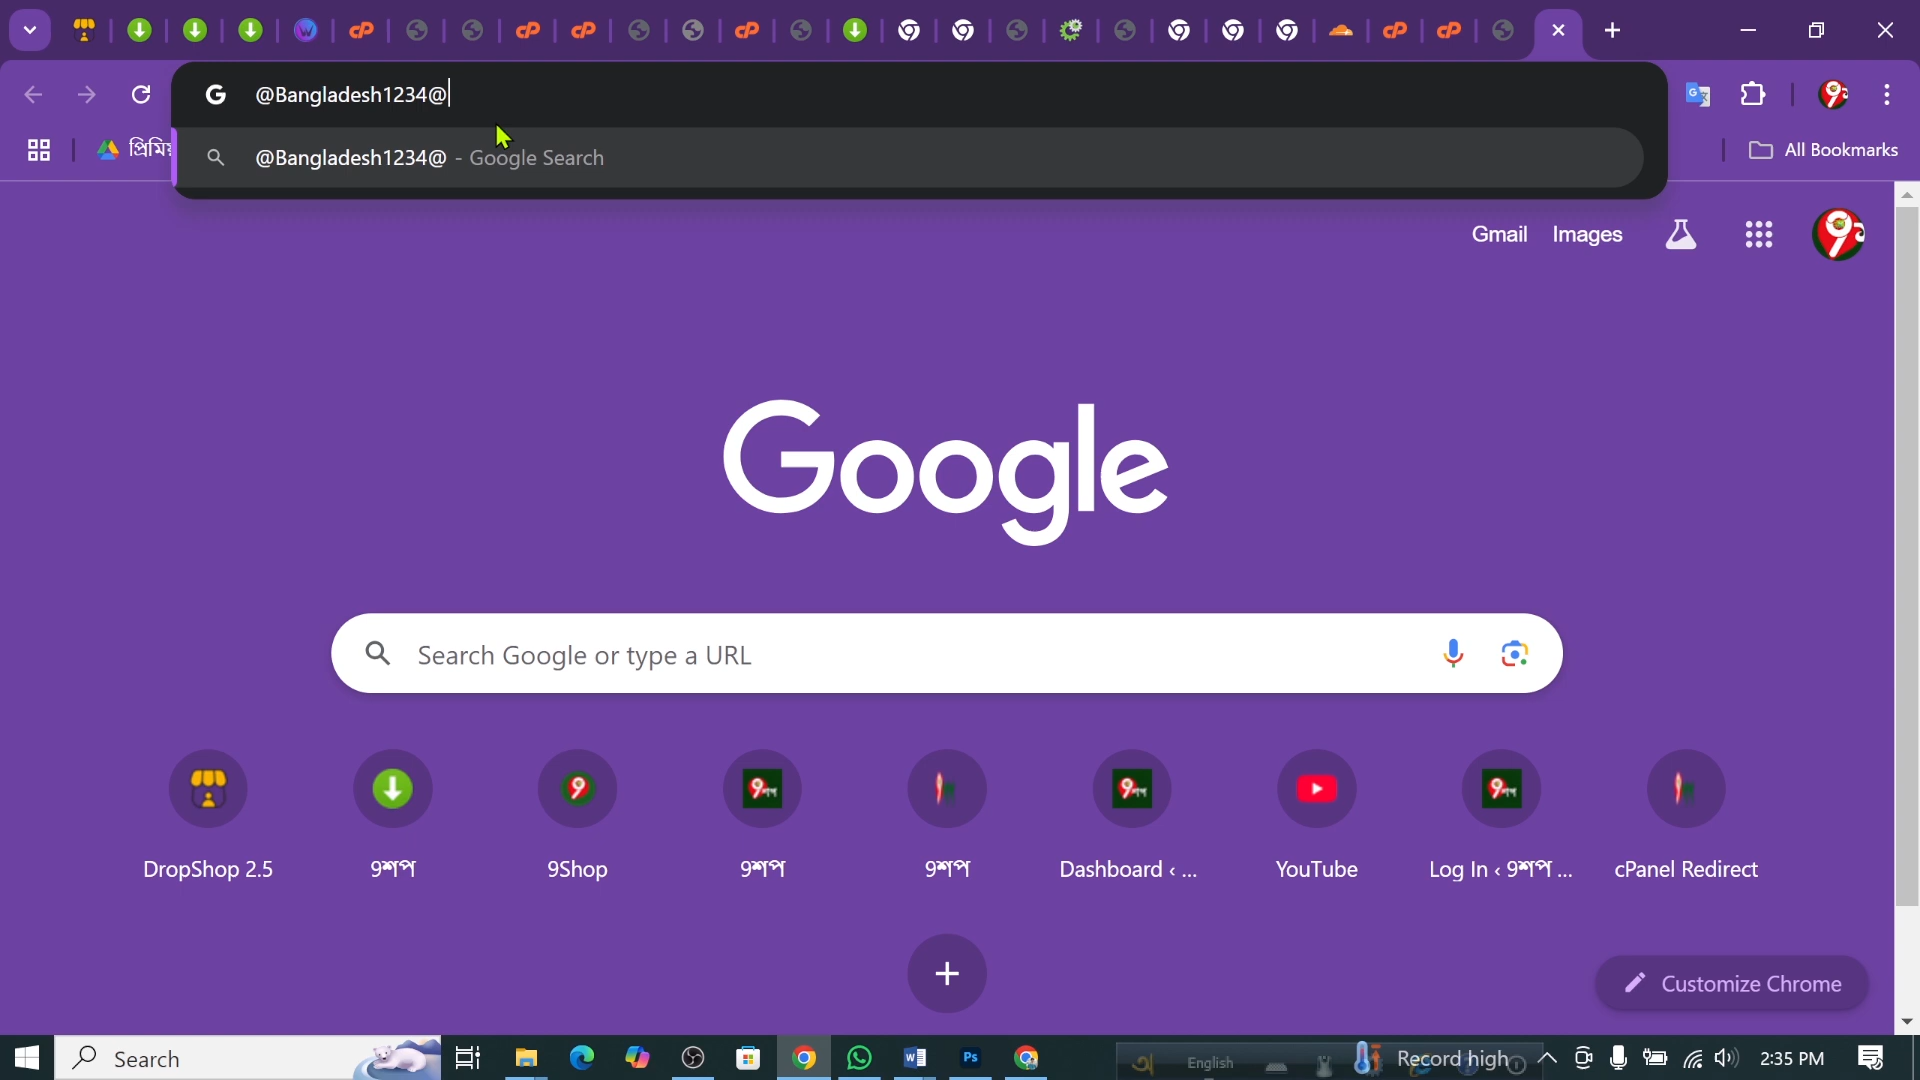 @Bangladesh1234@
@Bangladesh1234@ - Google Search
All Bookmarks
Gmail
Images
Google
Search Google or type a URL
DropShop 2.5
9শপ
9Shop
9শপ
9শপ
Dashboard ‹ ...
YouTube
Log In ‹ 9শপ ...
cPanel Redirect
Customize Chrome
Search
English
Record high
2:35 PM